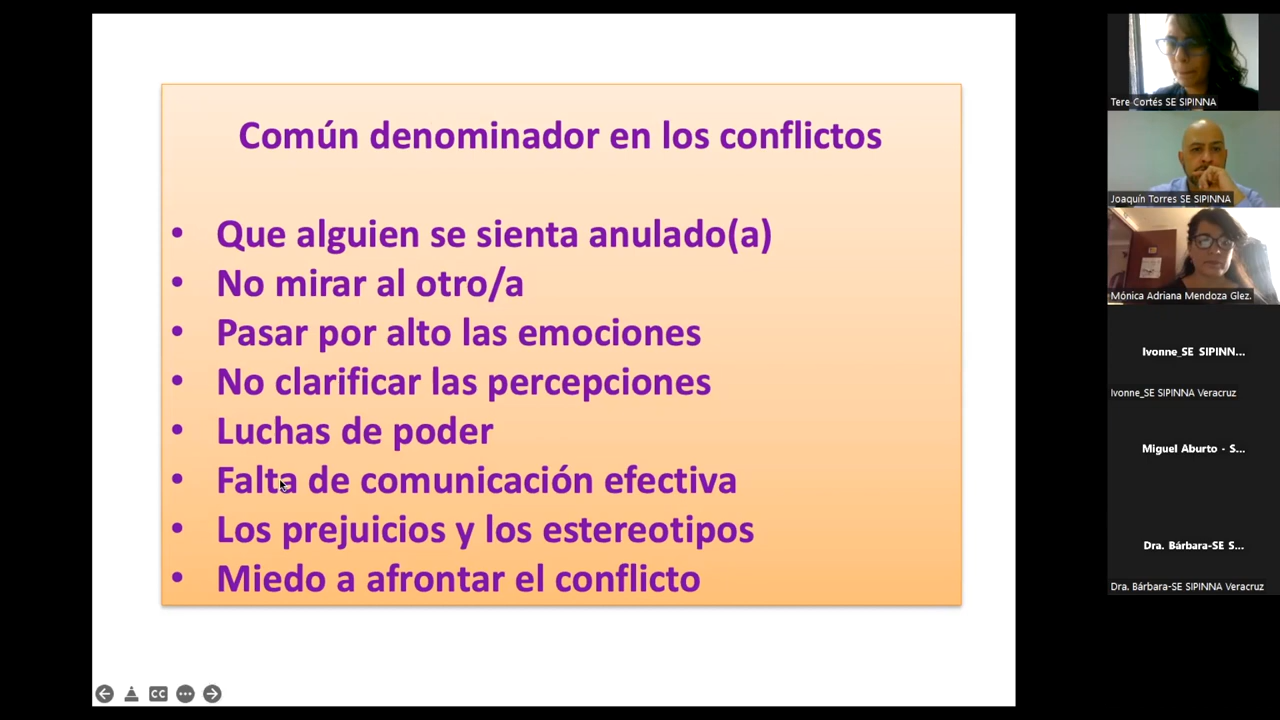 Común denominador en los conflictos
• Que alguien se sienta anulado(a)
• No mirar al otro/a
• Pasar por alto las emociones
• No clarificar las percepciones
• Luchas de poder
• Falta de comunicación efectiva
• Los prejuicios y los estereotipos
• Miedo a afrontar el conflicto
CC
Tere Cortés SE SIPINNA
Joaquín Torres SE SIPINNA
Mónica Adriana Mendoza Glez.
Ivonne_SE SIPINN...
Ivonne_SE SIPINNA Veracruz
Miguel Aburto - S...
Dra. Bárbara-SE S...
Dra. Bárbara-SE SIPINNA Veracruz